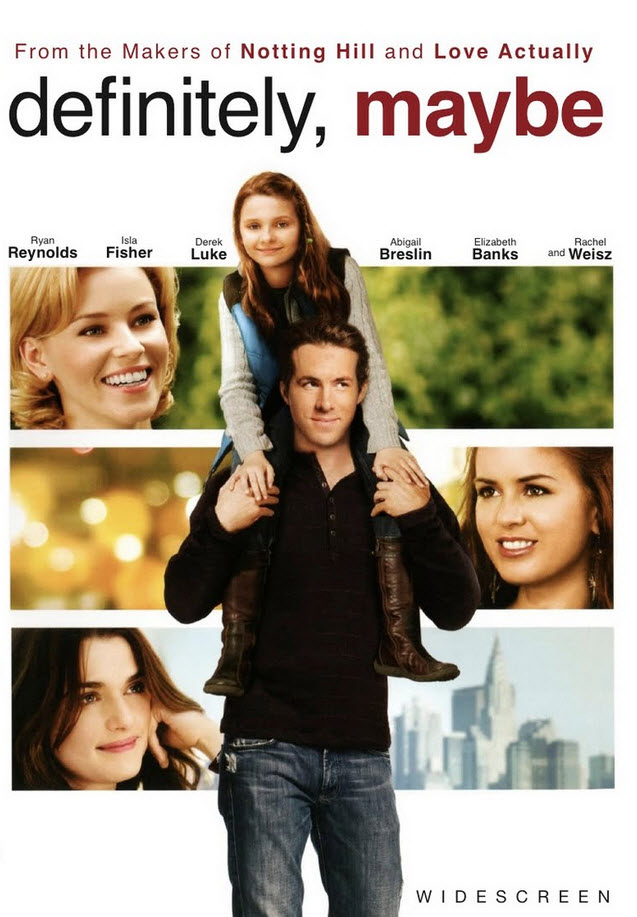 From the Makers of Notting Hill and Love Actually
definitely, maybe
Ryan Reynolds
Isla Fisher
Derek Luke
Abigail Breslin
Elizabeth Banks
and Rachel Weisz
WIDESCREEN